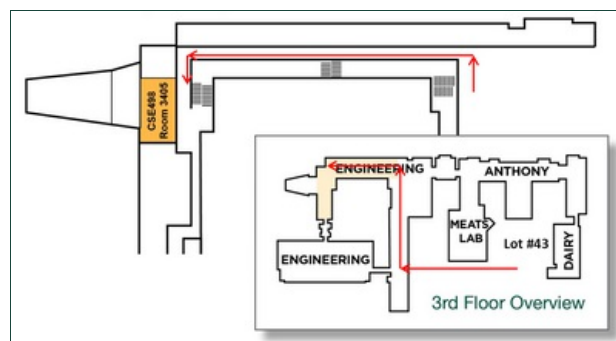 CSE498
Room 3405
ENGINEERING
ANTHONY
MEATS
LAB
Lot #43
DAIRY
ENGINEERING
3rd Floor Overview